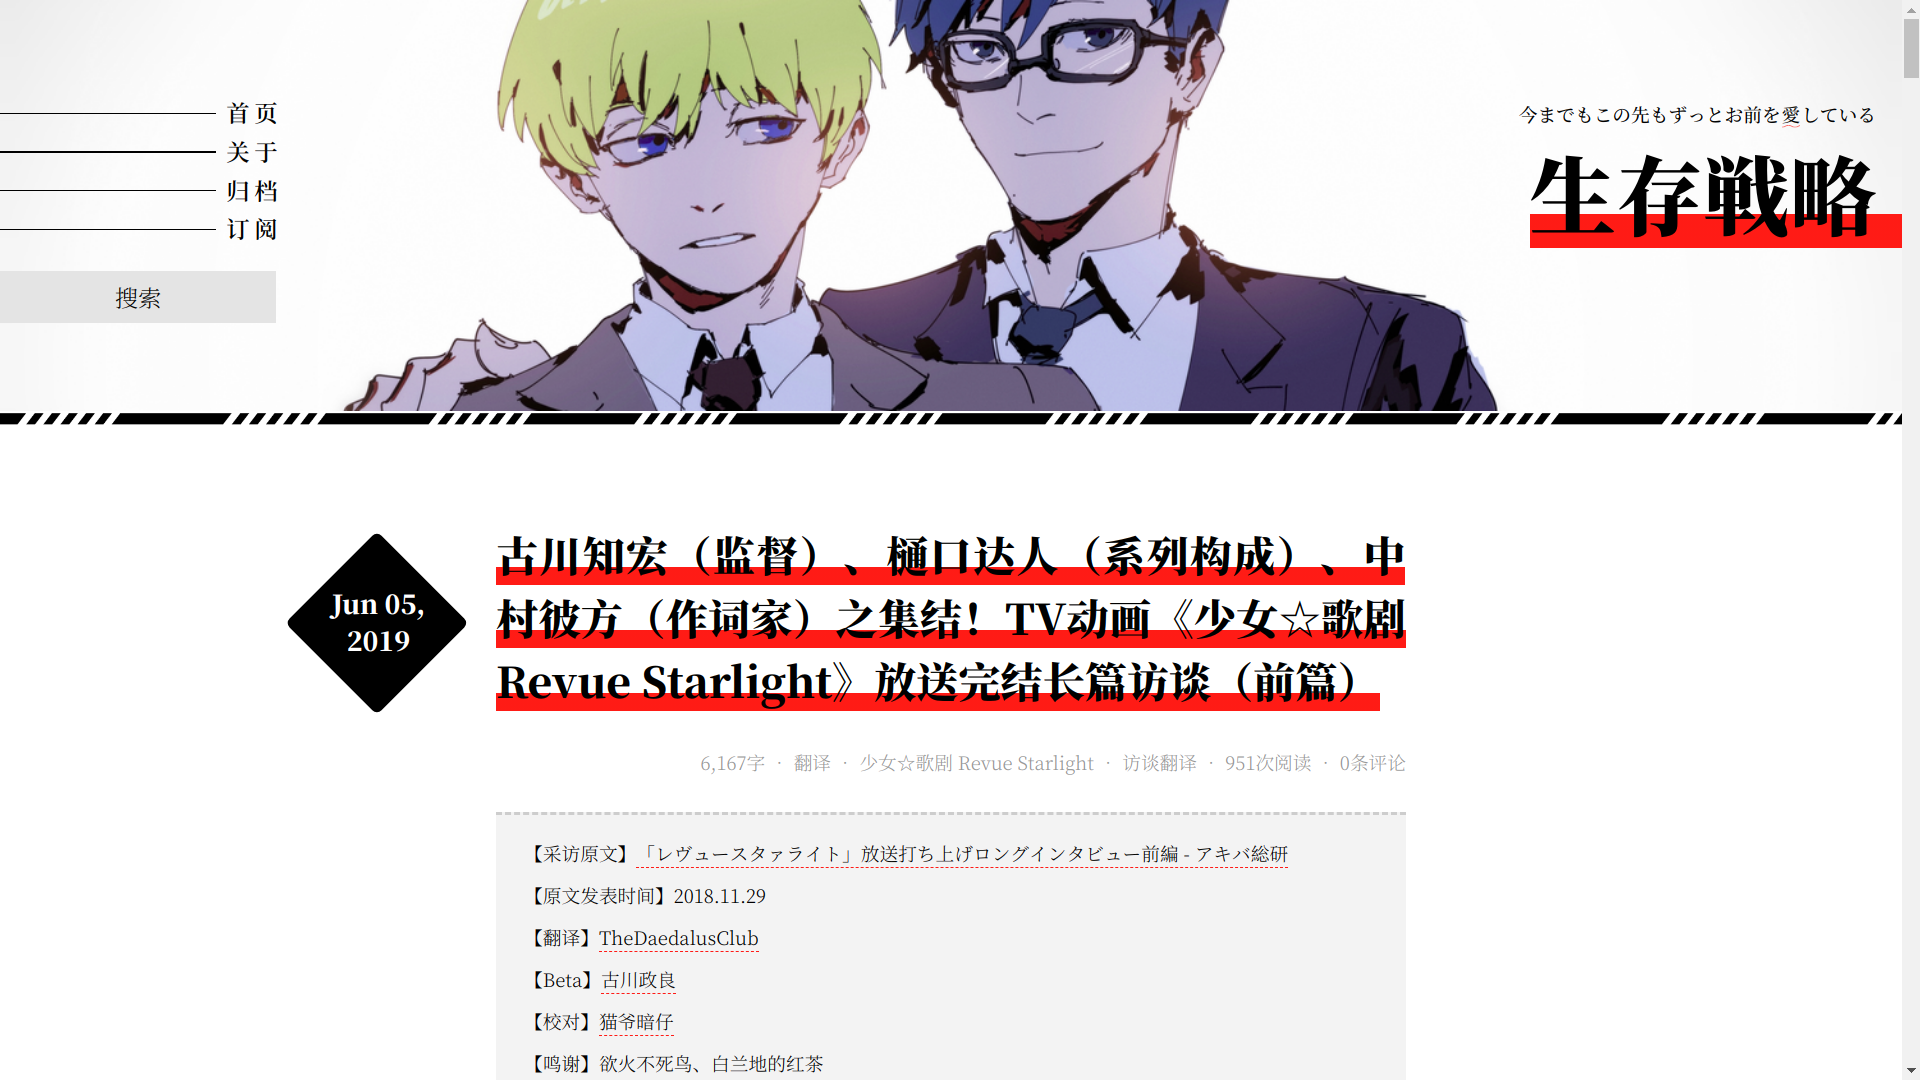 首页
关于
归档
订阅
搜索
今までもこの先もずっとお前を愛している
生存戦略
Jun 05,
2019
古川知宏（监督）、樋口达人（系列构成）、中
村彼方（作词家）之集结！TV动画《少女☆歌剧
Revue Starlight》放送完结长篇访谈（前篇）
6,167字 · 翻译 · 少女☆歌剧 Revue Starlight · 访谈翻译 · 951次阅读 · 0条评论
【采访原文】「レヴュースタァライト」放送打ち上げロングインタビュー前編 - アキバ総研
【原文发表时间】2018.11.29
【翻译】TheDaedalusClub
【Beta】古川政良
【校对】猫爷暗仔
【鸣谢】欲火不死鸟、白兰地的红茶